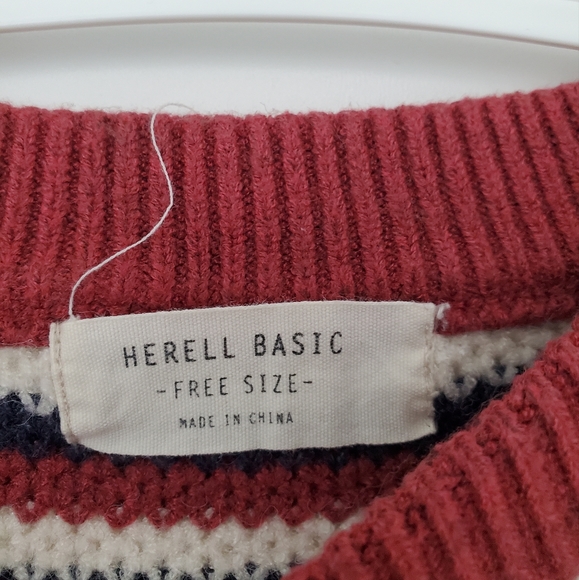 HERELL BASIC
-FREE SIZE-
MADE IN CHINA